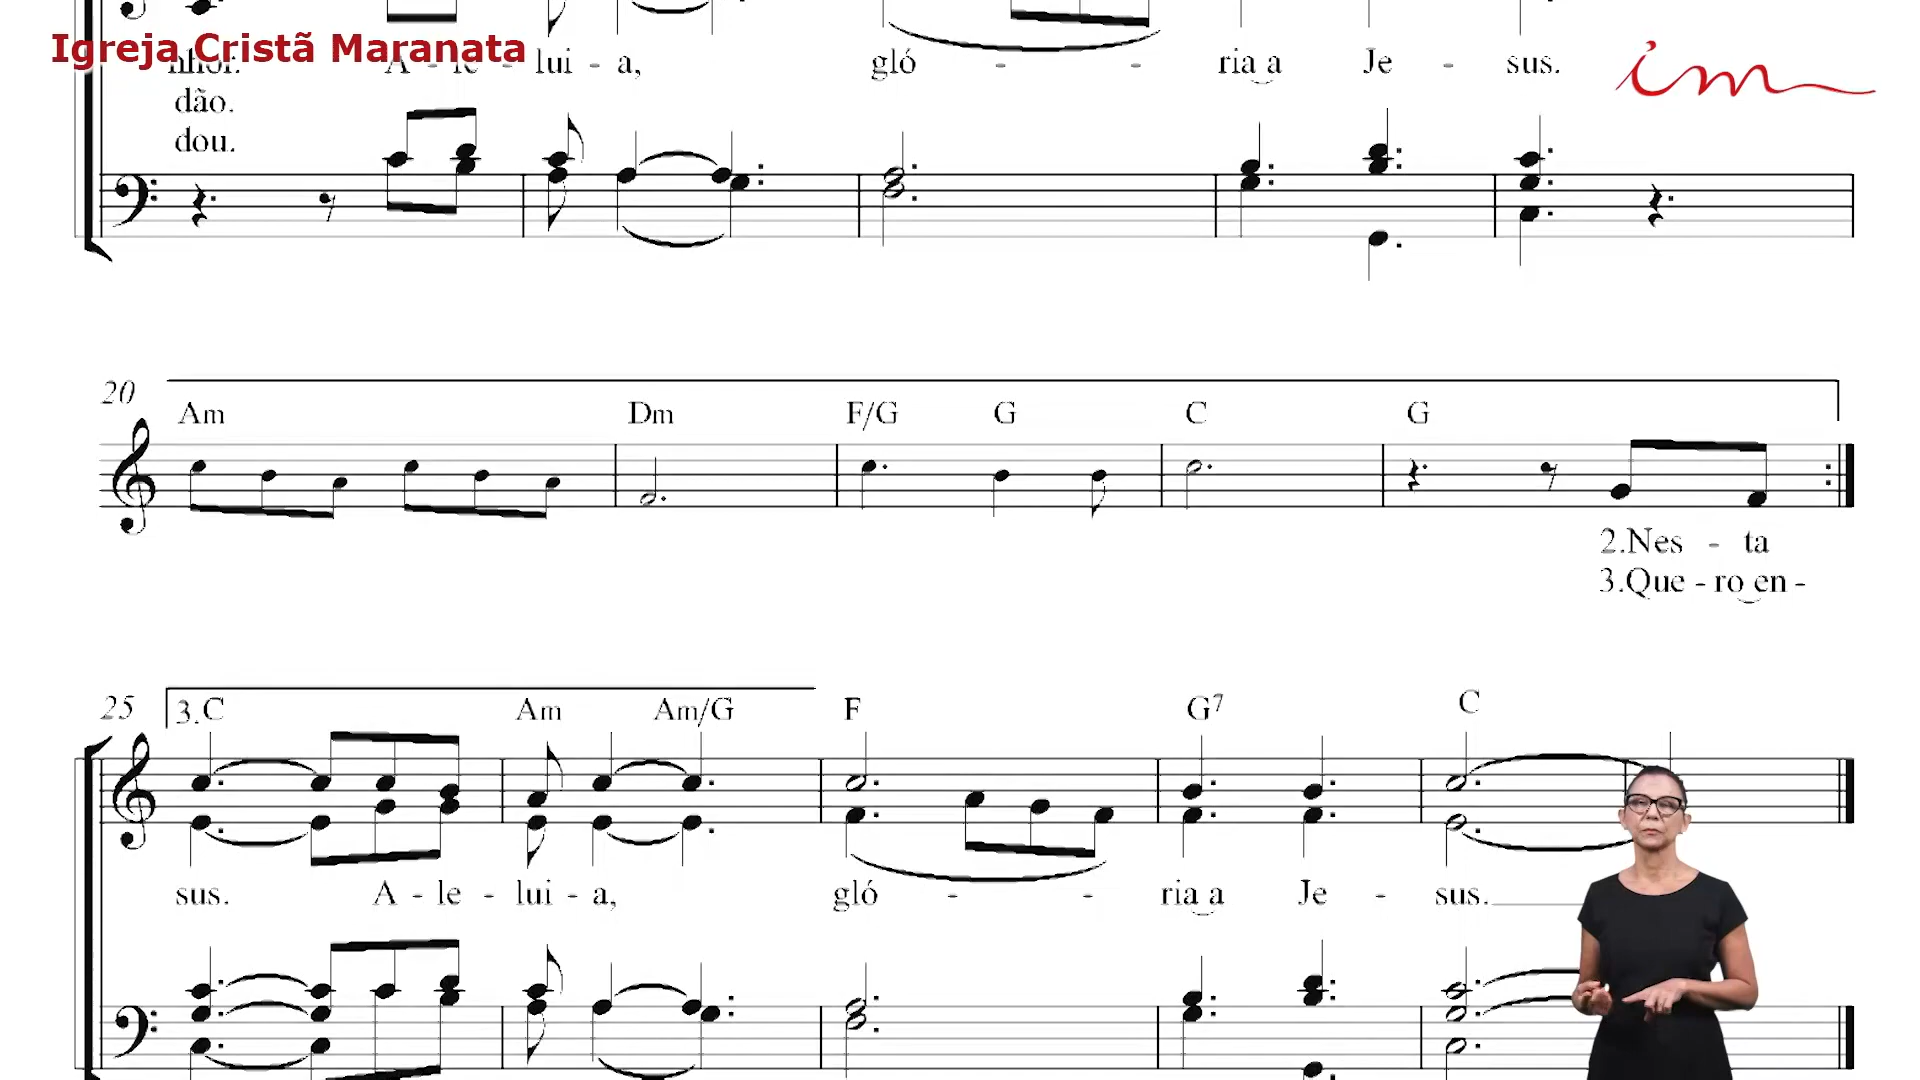 Igreja Cristã Maranata
nhor. A - le - lui - a, gló - - ria a Je - sus.
dão.
dou.
20
Am Dm F/G G C G
2.Nes - ta
3.Que - ro en -
25 3.C Am Am/G F G7 C
sus. A - le - lui - a, gló - - ria a Je - sus.